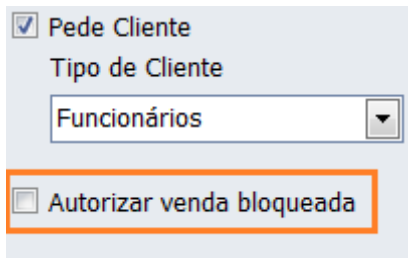 Pede Cliente
Tipo de Cliente
Funcionários
Autorizar venda bloqueada